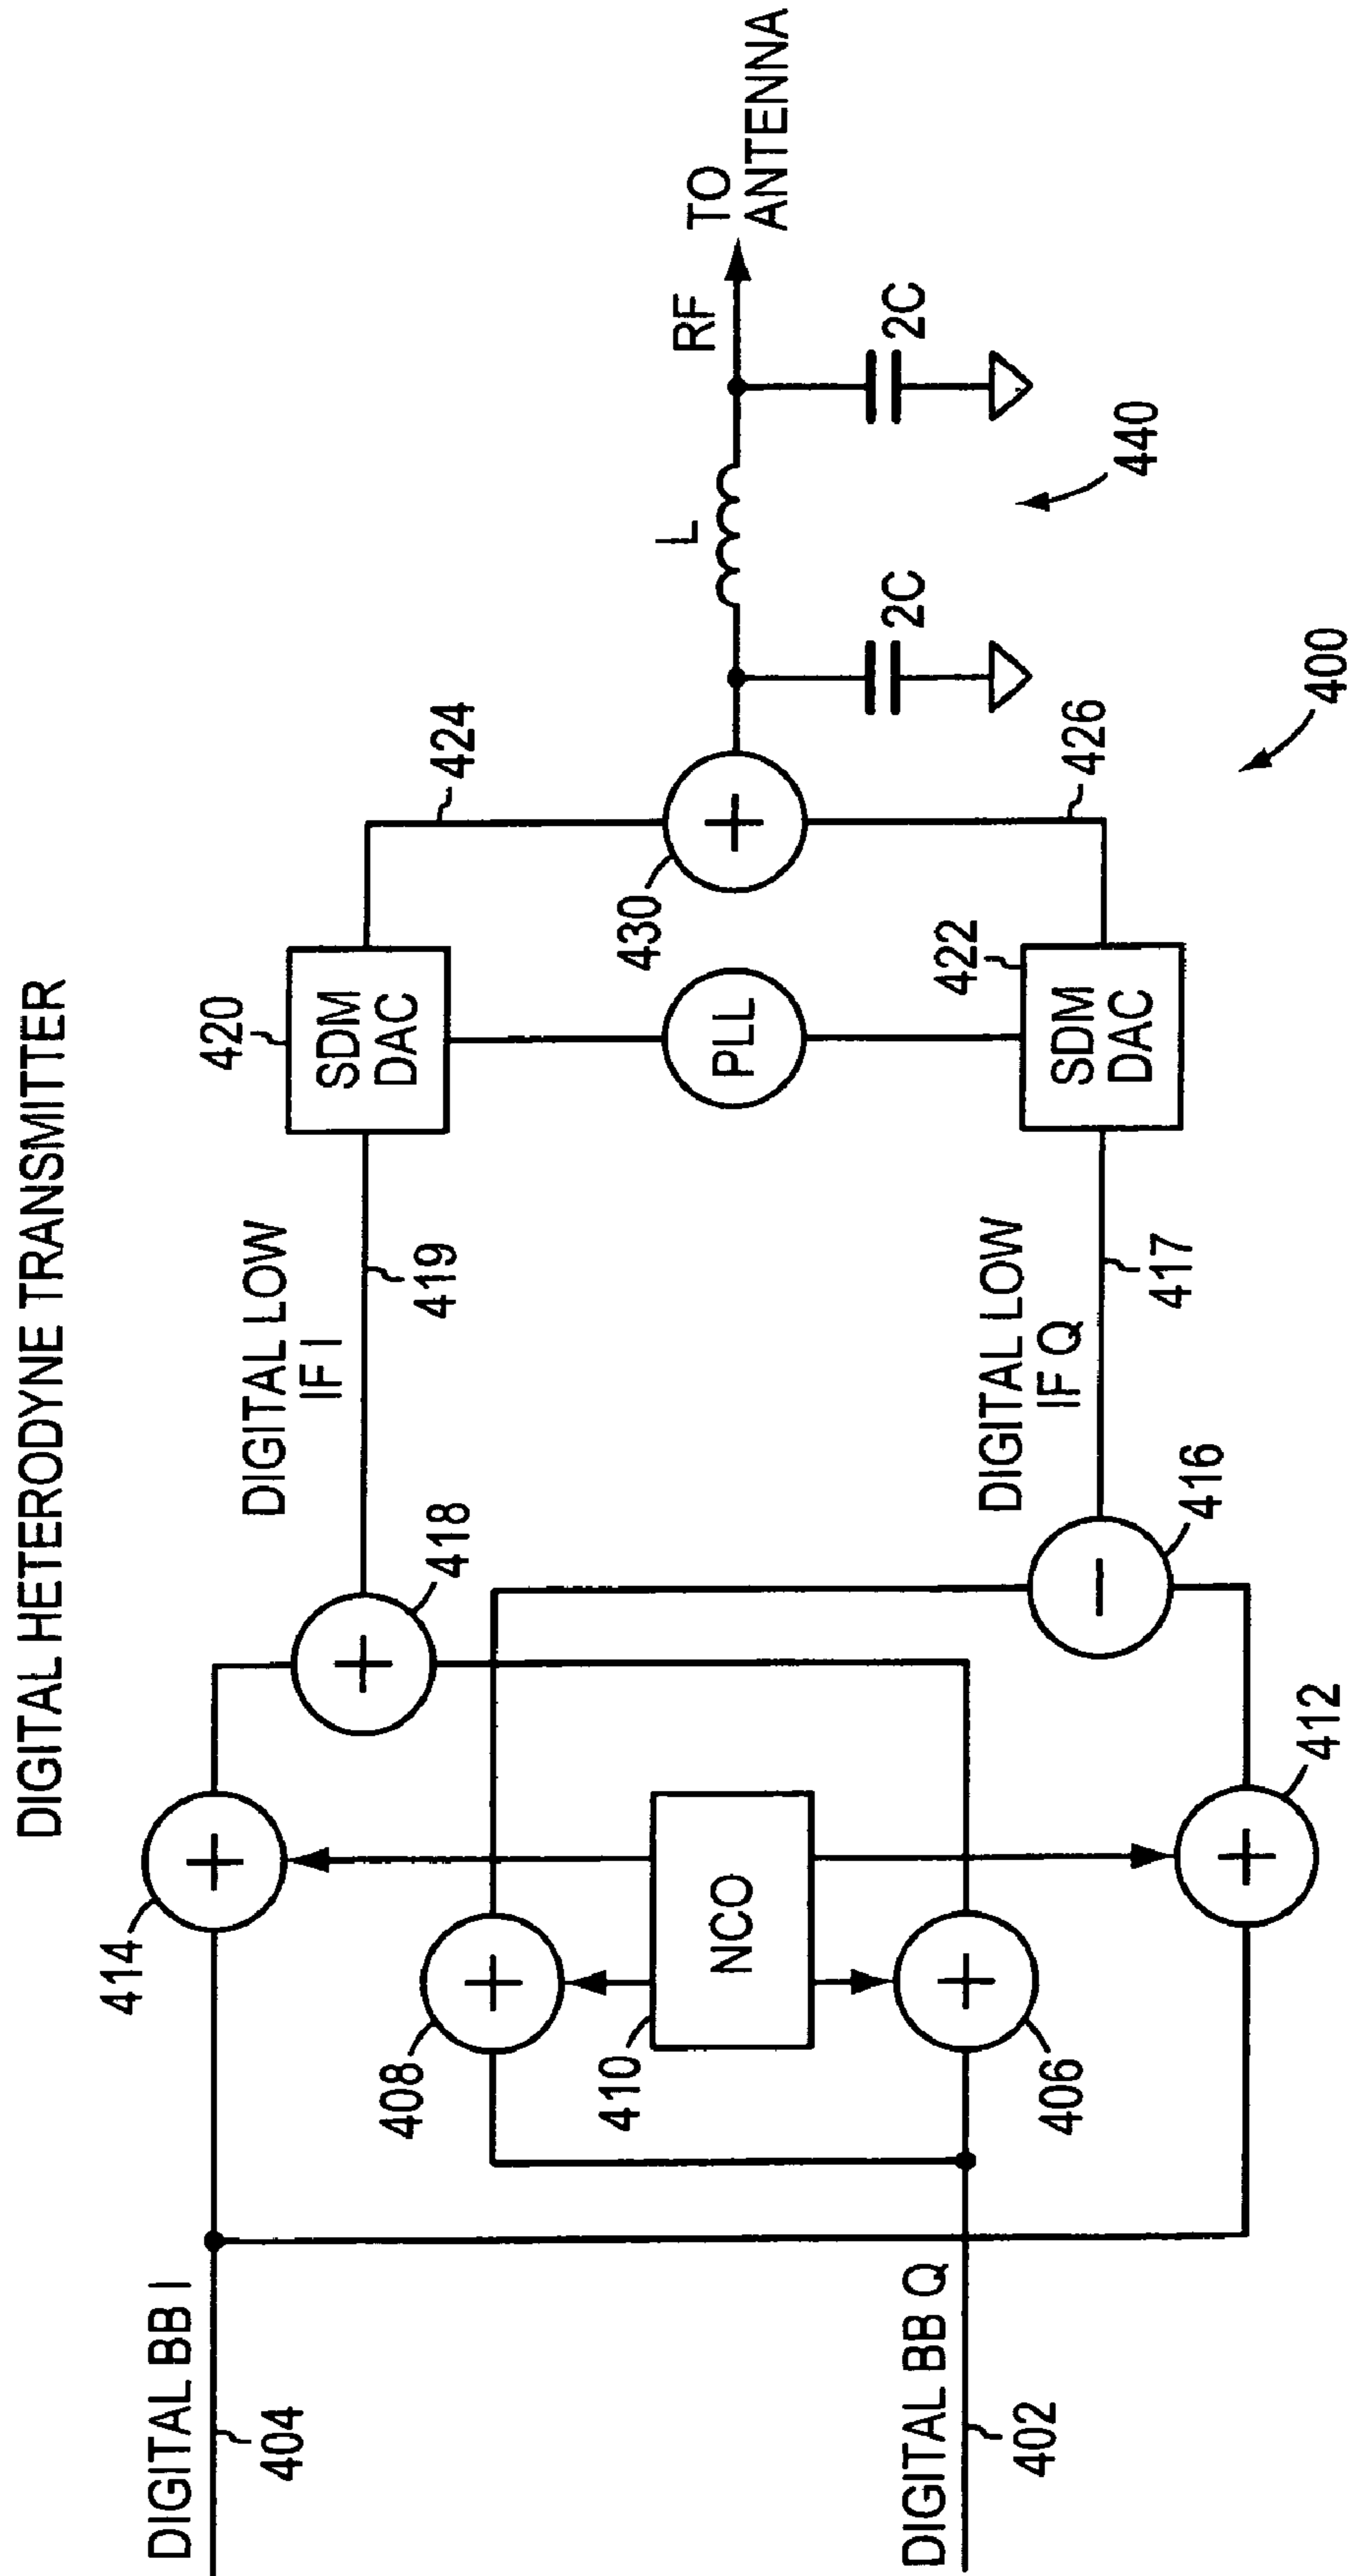 DIGITAL HETERODYNE TRANSMITTER
DIGITAL BB I
404
DIGITAL BB Q
402
414
408
410
NCO
406
412
418
416
DIGITAL LOW
IF I
419
DIGITAL LOW
IF Q
417
420
SDM
DAC
PLL
422
SDM
DAC
424
430
426
L
2C
2C
RF
TO
ANTENNA
440
400
+
+
+
+
+
−
+